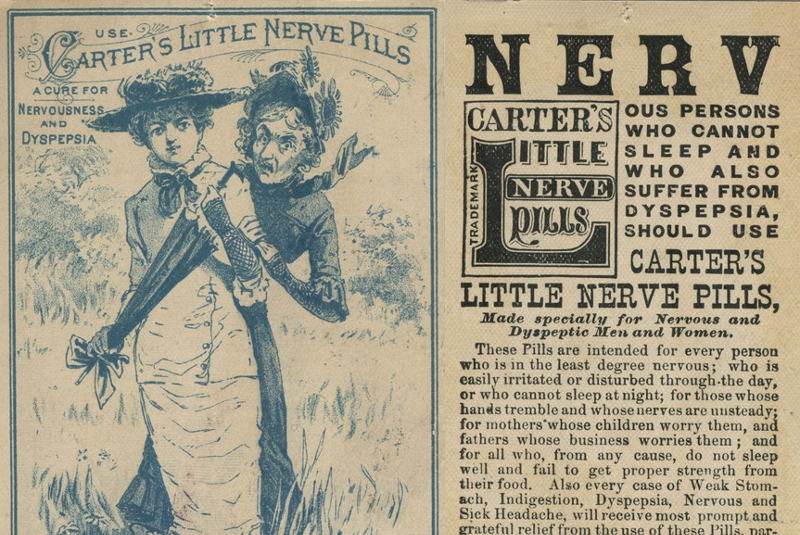 USE
CARTER'S LITTLE NERVE PILLS
A CURE FOR
NERVOUSNESS
AND
DYSPEPSIA
NERV
CARTER'S
LITTLE
NERVE
PILLS
TRADEMARK
OUS PERSONS
WHO CANNOT
SLEEP AND
WHO ALSO
SUFFER FROM
DYSPEPSIA,
SHOULD USE
CARTER'S
LITTLE NERVE PILLS,
Made specially for Nervous and
Dyspeptic Men and Women.
These Pills are intended for every person
who is in the least degree nervous; who is
easily irritated or disturbed through the day,
or who cannot sleep at night; for those whose
hands tremble and whose nerves are unsteady;
for mothers whose children worry them, and
fathers whose business worries them; and
for all who, from any cause, do not sleep
well and fail to get proper strength from
their food. Also every case of Weak Stom-
ach, Indigestion, Dyspepsia, Nervous and
Sick Headache, will receive most prompt and
grateful relief from the use of these Pills, par-